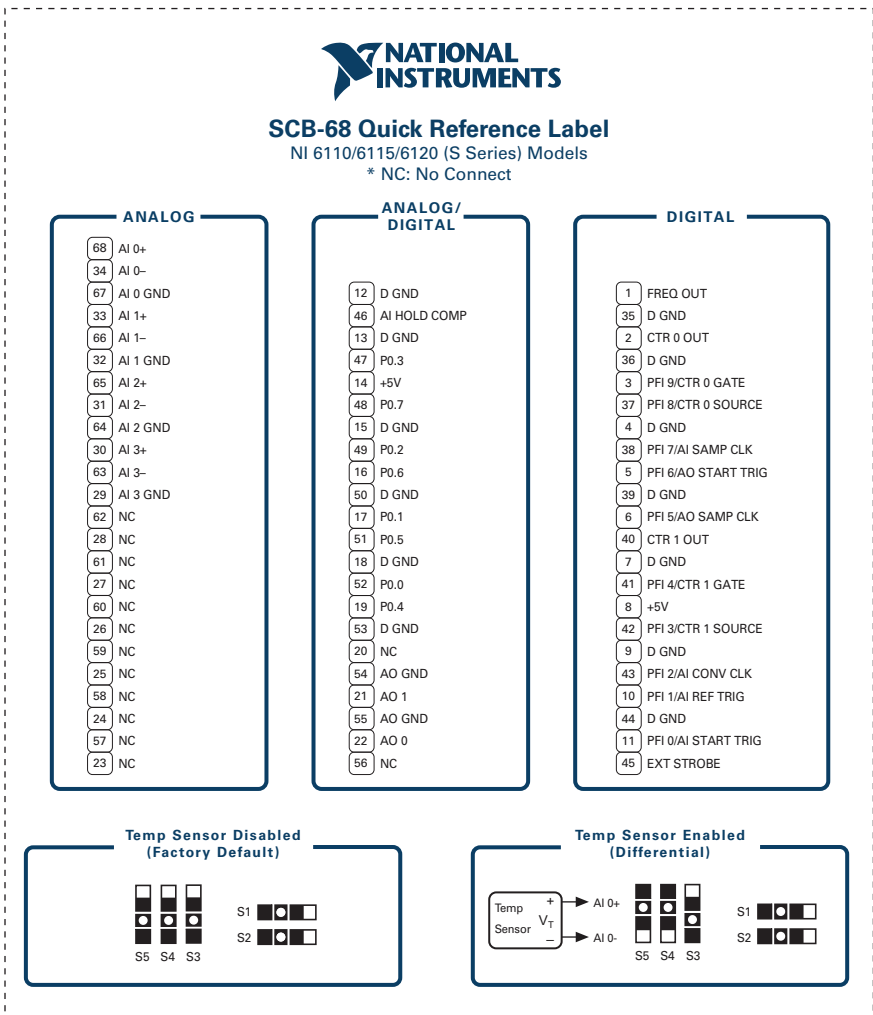 NATIONAL
INSTRUMENTS
SCB-68 Quick Reference Label
NI 6110/6115/6120 (S Series) Models
* NC: No Connect
ANALOG
68 AI 0+
34 AI 0–
67 AI 0 GND
33 AI 1+
66 AI 1–
32 AI 1 GND
65 AI 2+
31 AI 2–
64 AI 2 GND
30 AI 3+
63 AI 3–
29 AI 3 GND
62 NC
28 NC
61 NC
27 NC
60 NC
26 NC
59 NC
25 NC
58 NC
24 NC
57 NC
23 NC
ANALOG/
DIGITAL
12 D GND
46 AI HOLD COMP
13 D GND
47 P0.3
14 +5V
48 P0.7
15 D GND
49 P0.2
16 P0.6
50 D GND
17 P0.1
51 P0.5
18 D GND
52 P0.0
19 P0.4
53 D GND
20 NC
54 AO GND
21 AO 1
55 AO GND
22 AO 0
56 NC
DIGITAL
1 FREQ OUT
35 D GND
2 CTR 0 OUT
36 D GND
3 PFI 9/CTR 0 GATE
37 PFI 8/CTR 0 SOURCE
4 D GND
38 PFI 7/AI SAMP CLK
5 PFI 6/AO START TRIG
39 D GND
6 PFI 5/AO SAMP CLK
40 CTR 1 OUT
7 D GND
41 PFI 4/CTR 1 GATE
8 +5V
42 PFI 3/CTR 1 SOURCE
9 D GND
43 PFI 2/AI CONV CLK
10 PFI 1/AI REF TRIG
44 D GND
11 PFI 0/AI START TRIG
45 EXT STROBE
Temp Sensor Disabled
(Factory Default)
S1
S2
S5 S4 S3
Temp Sensor Enabled
(Differential)
Temp
Sensor
+
VT
–
AI 0+
AI 0-
S1
S2
S5 S4 S3